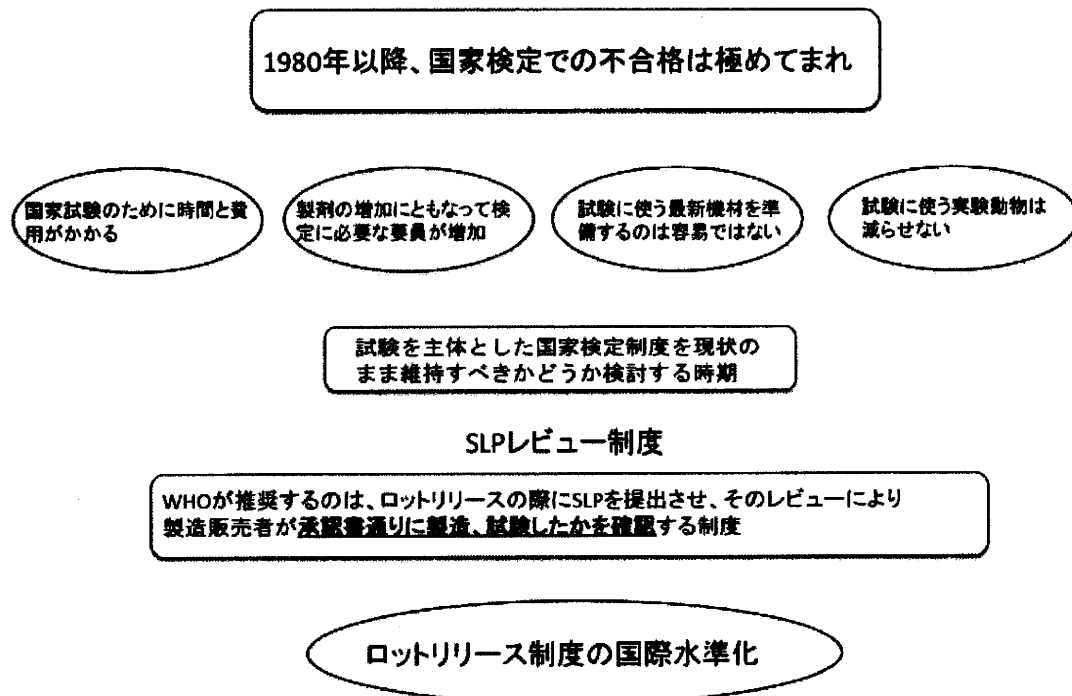 1980年以降、国家検定での不合格は極めてまれ
国家試験のために時間と費
用がかかる
製剤の増加にともなって検
定に必要な要員が増加
試験に使う最新機材を準
備するのは容易ではない
試験に使う実験動物は
減らせない
試験を主体とした国家検定制度を現状の
まま維持すべきかどうか検討する時期
SLPレビュー制度
WHOが推奨するのは、ロットリリースの際にSLPを提出させ、そのレビューにより
製造販売者が承認書通りに製造、試験したかを確認する制度
ロットリリース制度の国際水準化